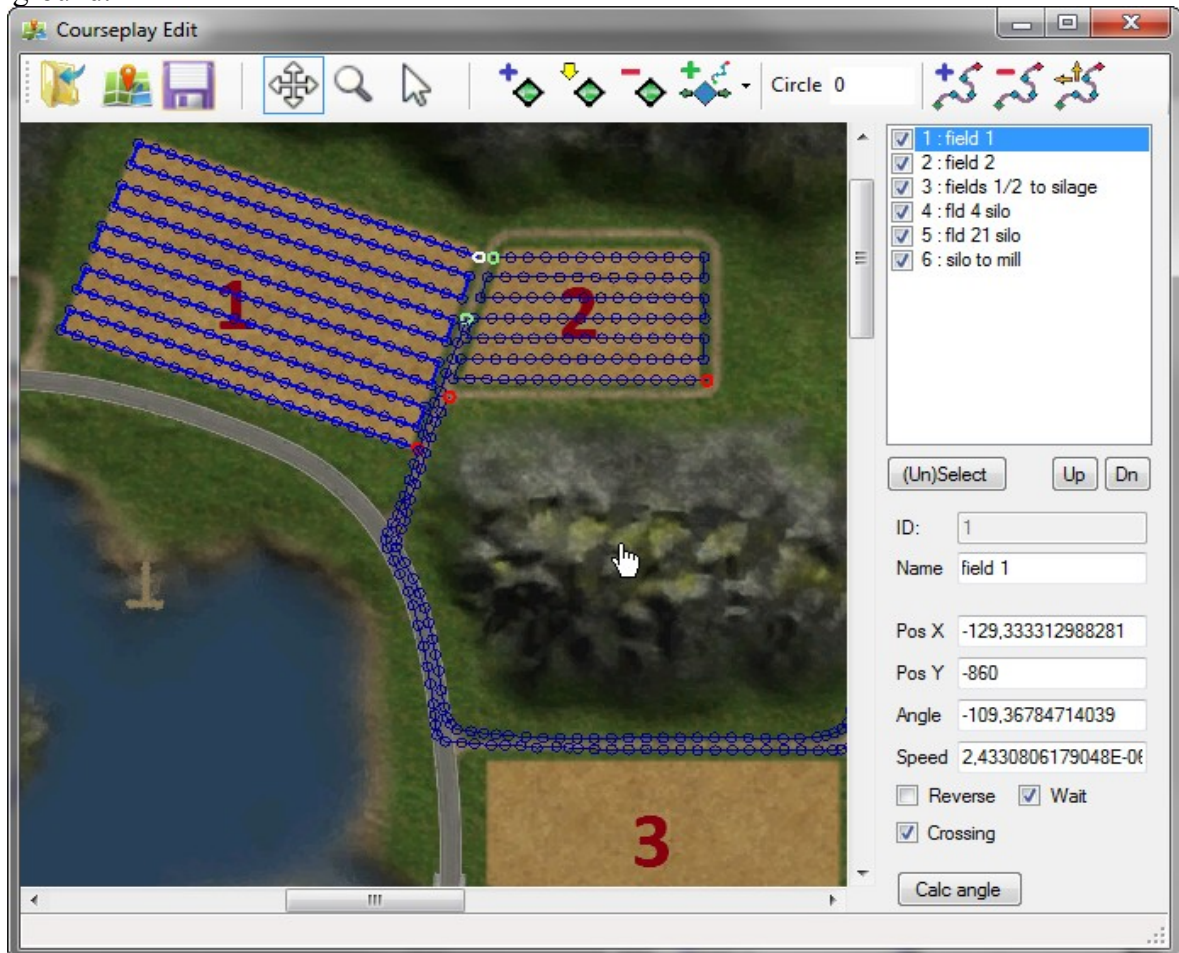 Courseplay Edit
Circle 0
1 : field 1
2 : field 2
3 : fields 1/2 to silage
4 : fld 4 silo
5 : fld 21 silo
6 : silo to mill
1
2
3
(Un)Select Up Dn
ID: 1
Name field 1
Pos X -129,333312988281
Pos Y -860
Angle -109,36784714039
Speed 2,4330806179048E-06
Reverse Wait
Crossing
Calc angle